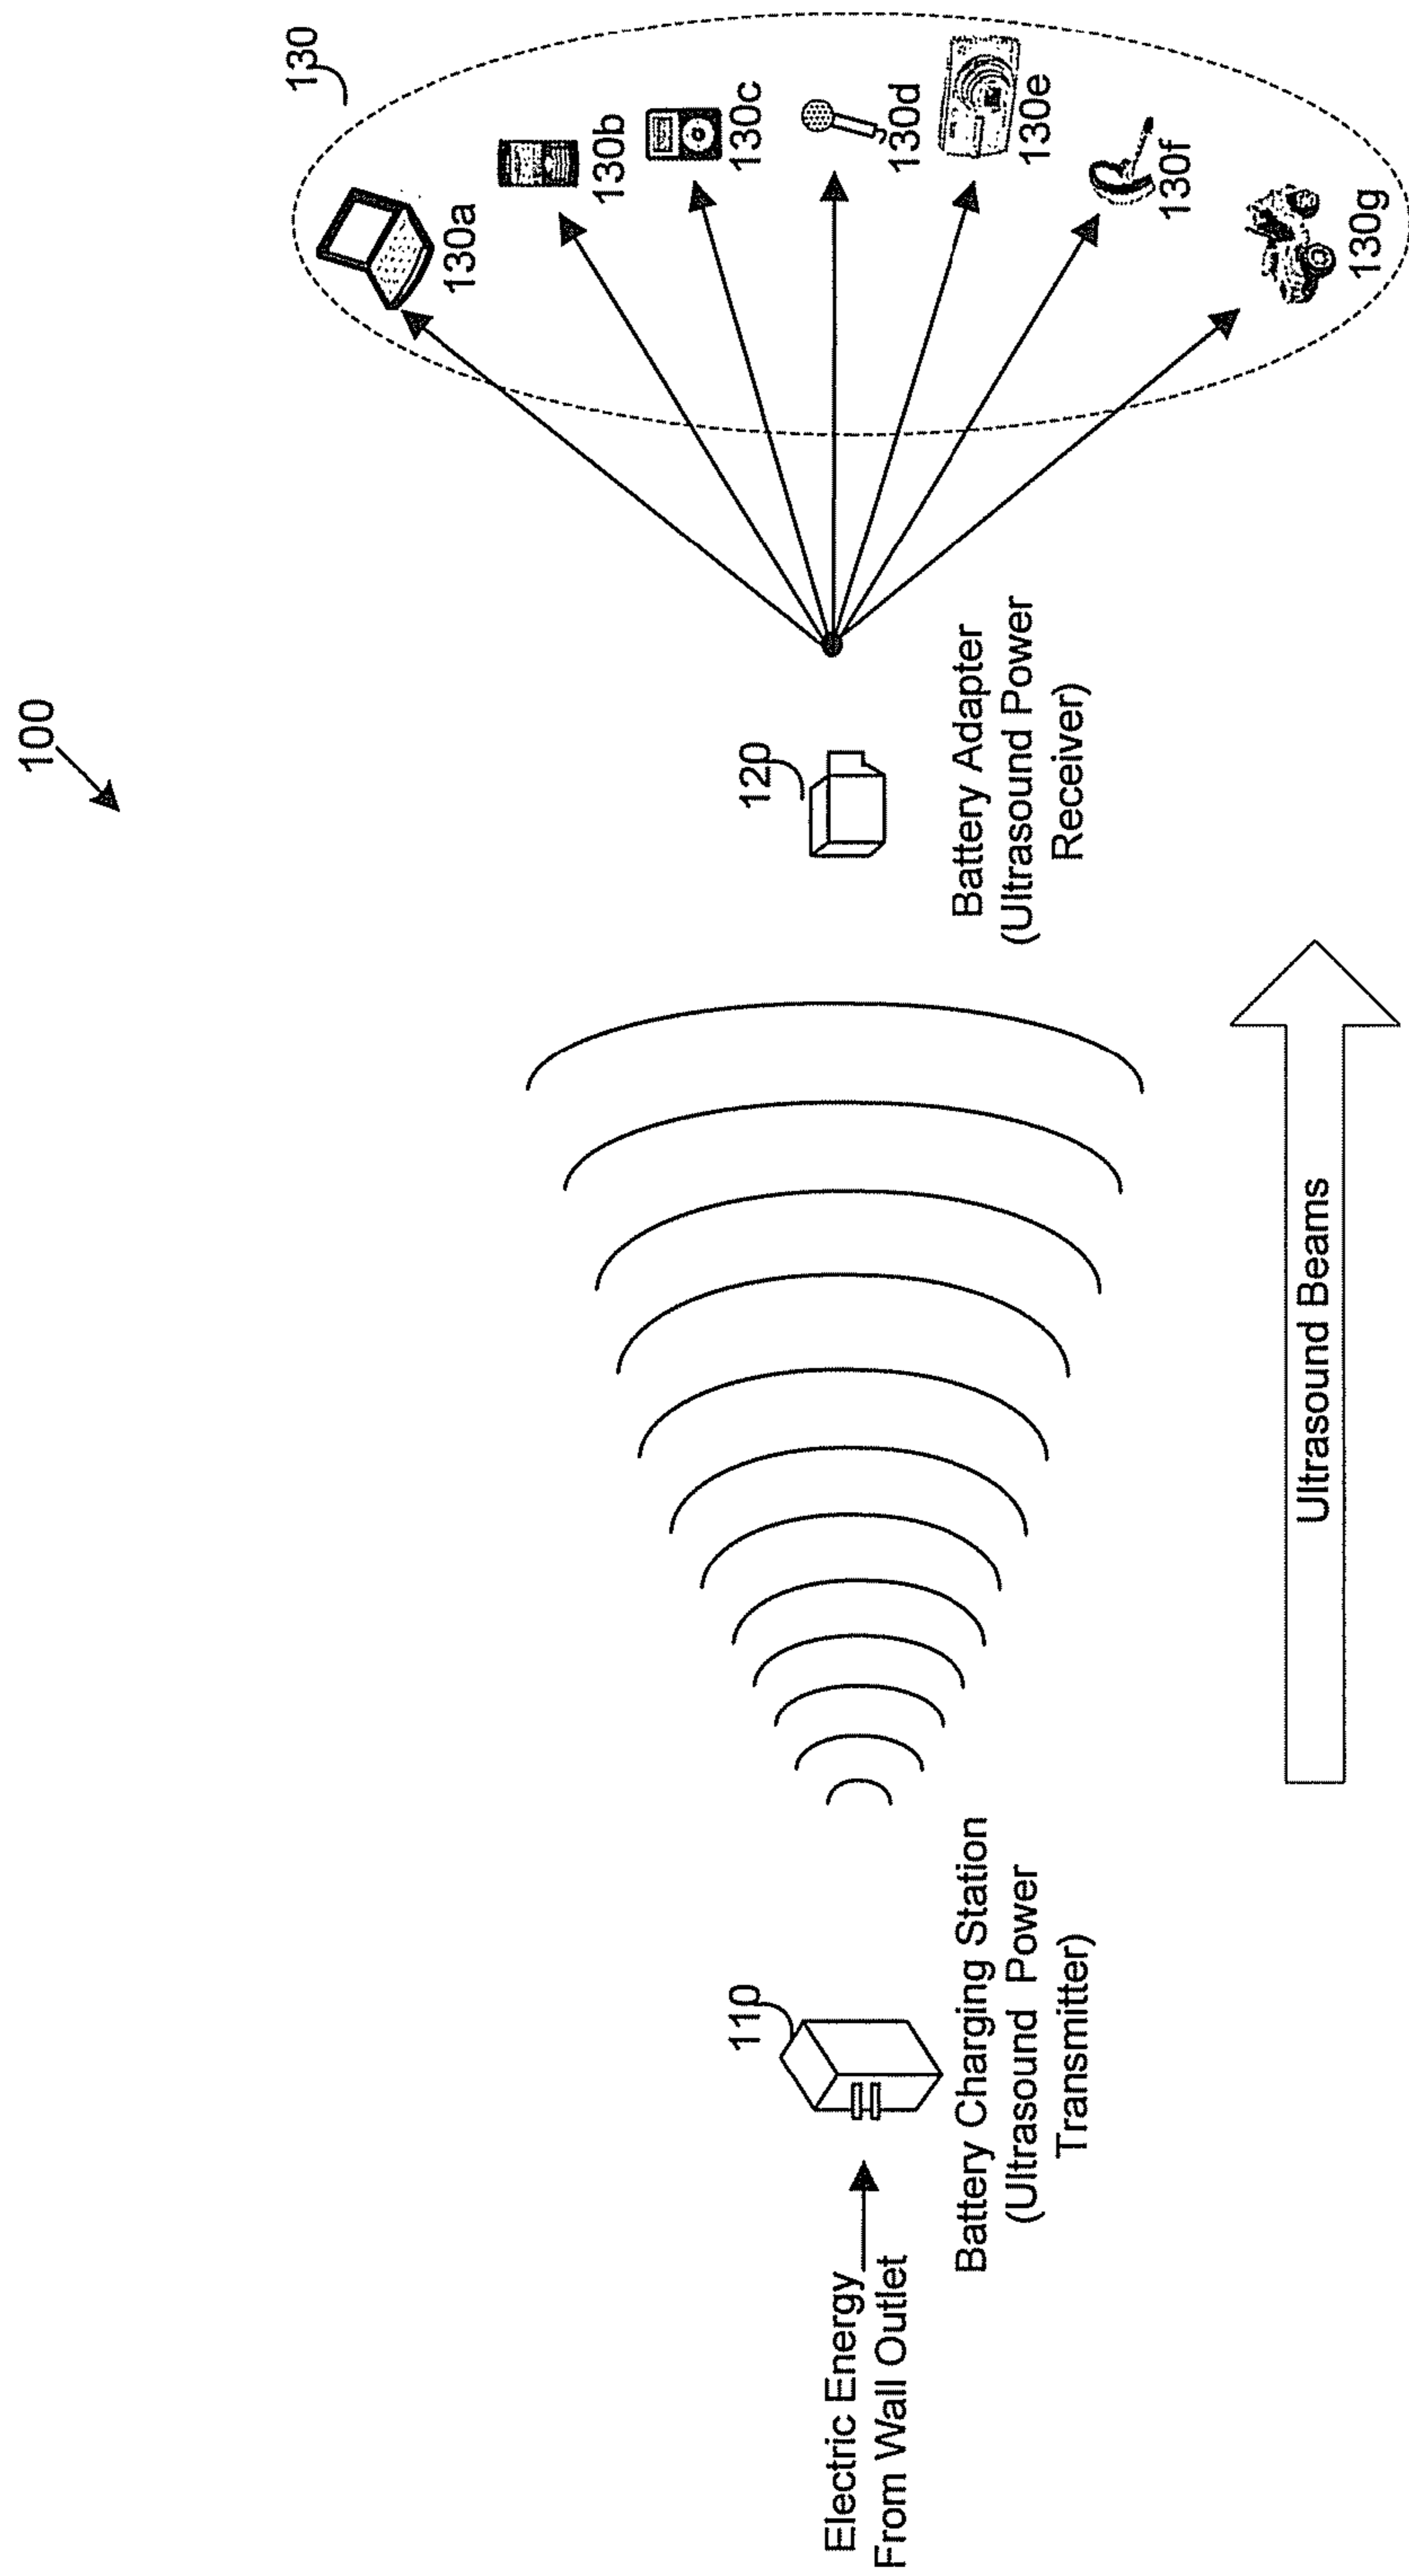 100
130
130a
130b
130c
130d
130e
130f
130g
120
Battery Adapter
(Ultrasound Power
Receiver)
110
Battery Charging Station
(Ultrasound Power
Transmitter)
Electric Energy
From Wall Outlet
Ultrasound Beams